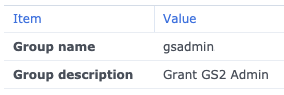 Item Value
Group name gsadmin
Group description Grant GS2 Admin